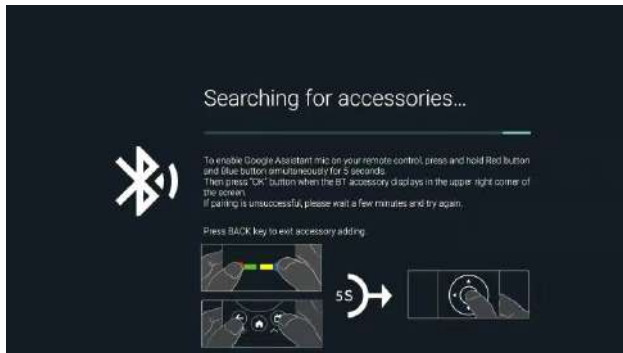 Searching for accessories...
To enable Google Assistant mic on your remote control, press and hold Red button
and Blue button simultaneously for 5 seconds.
Then press "OK" button when the BT accessory displays in the upper right corner of
the screen.
If pairing is unsuccessful, please wait a few minutes and try again.
Press BACK key to exit accessory adding.
5S